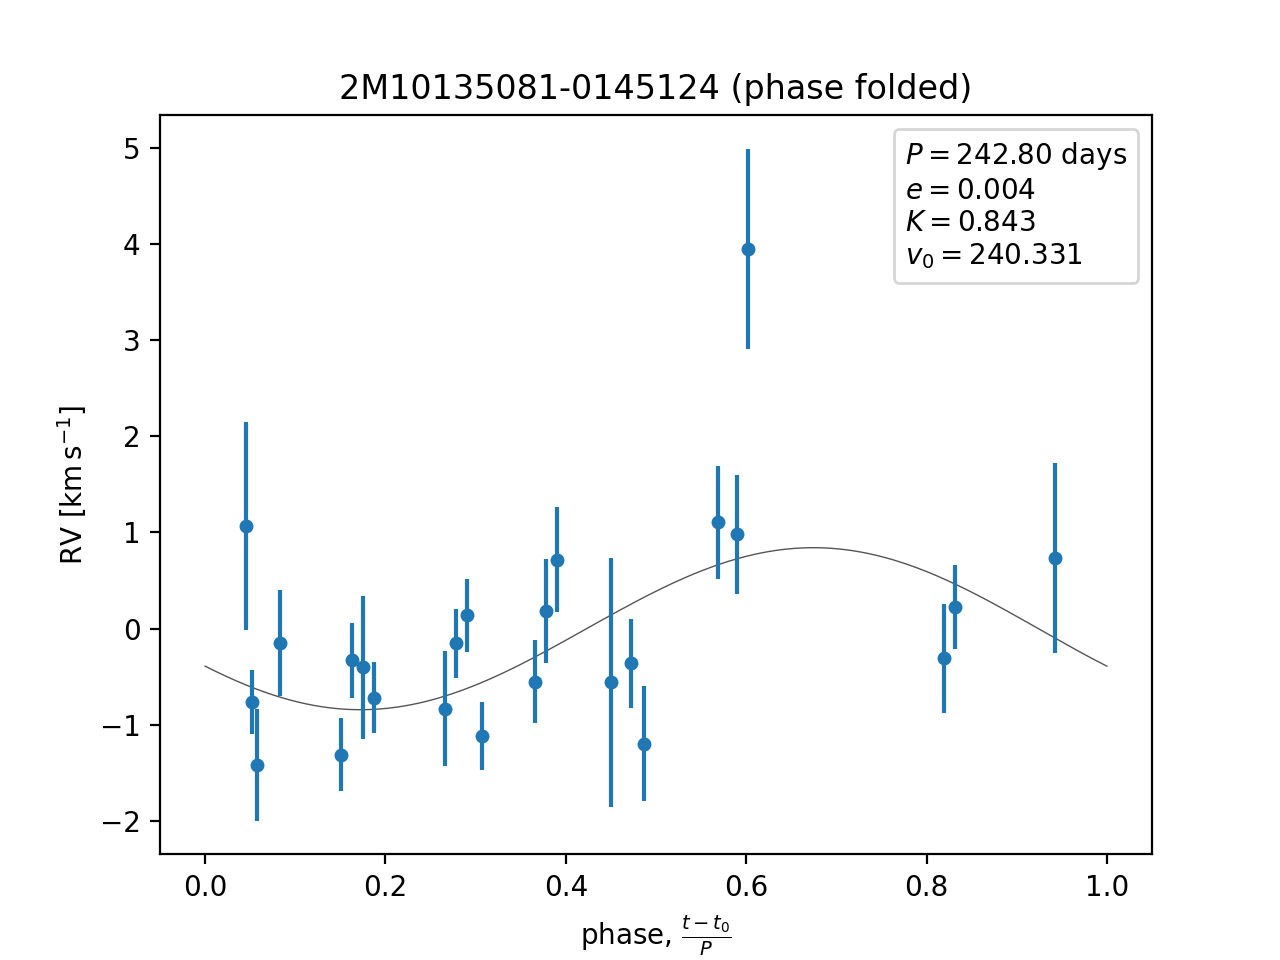 2M10135081-0145124 (phase folded)
P = 242.80 days
e = 0.004
K = 0.843
v₀ = 240.331
RV [km s⁻¹]
5
4
3
2
1
0
−1
−2
0.0 0.2 0.4 0.6 0.8 1.0
phase, (t − t₀)/P